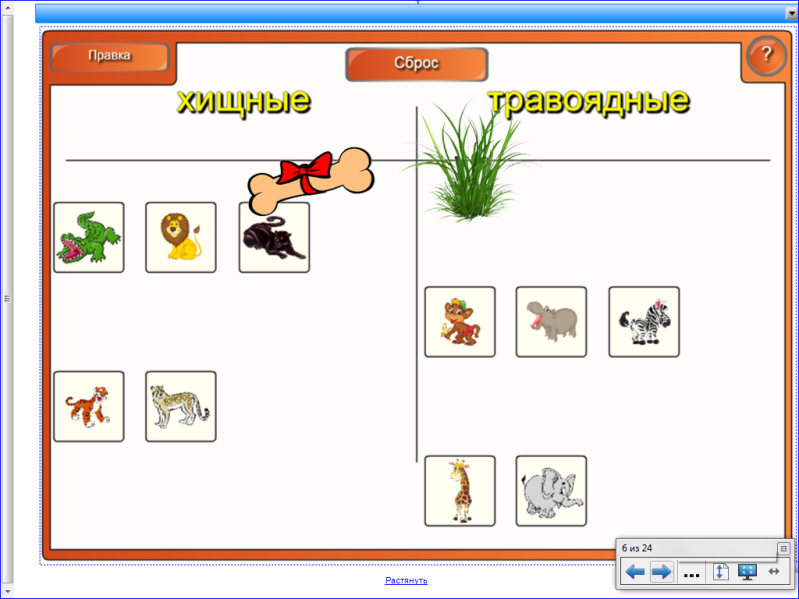 Правка
Сброс
?
хищные
травоядные
6 из 24
Растянуть